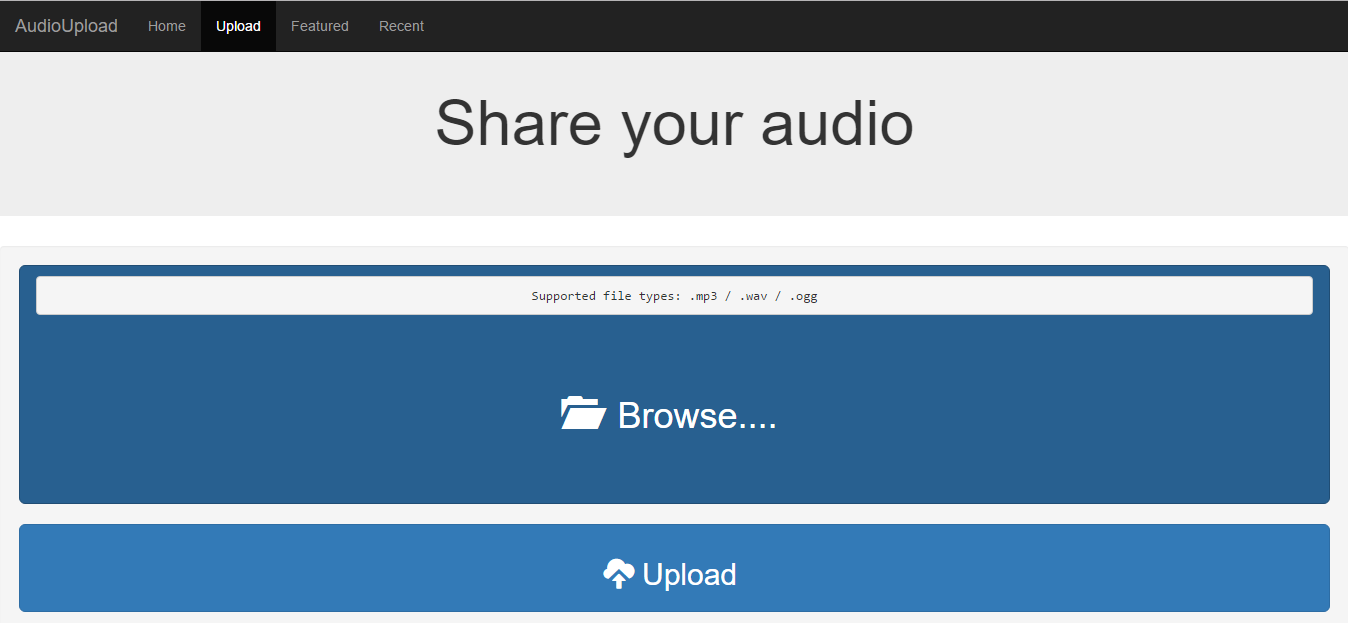 AudioUpload Home Upload Featured Recent
Share your audio
Supported file types: .mp3 / .wav / .ogg
Browse....
Upload